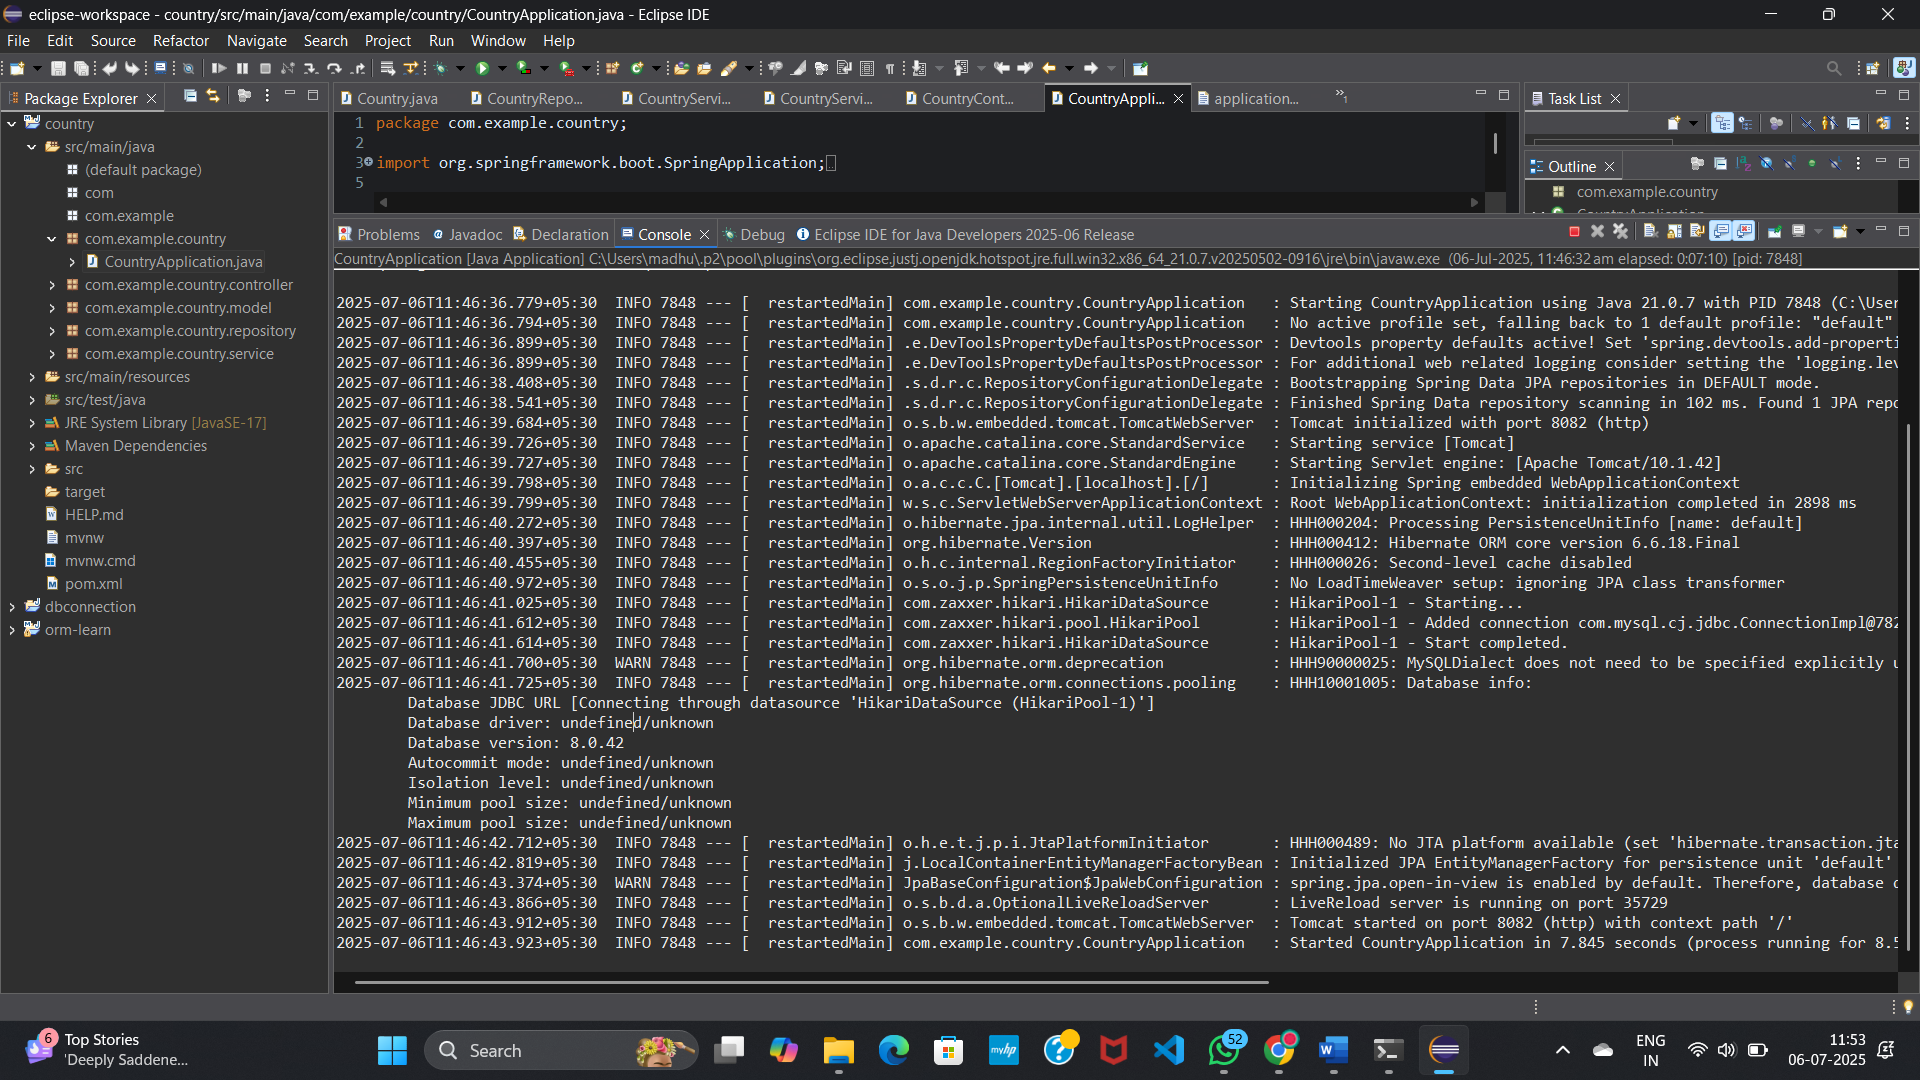 eclipse-workspace - country/src/main/java/com/example/country/CountryApplication.java - Eclipse IDE
File Edit Source Refactor Navigate Search Project Run Window Help
Package Explorer
country
src/main/java
(default package)
com
com.example
com.example.country
CountryApplication.java
com.example.country.controller
com.example.country.model
com.example.country.repository
com.example.country.service
src/main/resources
src/test/java
JRE System Library [JavaSE-17]
Maven Dependencies
src
target
HELP.md
mvnw
mvnw.cmd
pom.xml
dbconnection
orm-learn
Country.java CountryRepo... CountryServi... CountryServi... CountryCont... CountryAppli... application... »1
1 package com.example.country;
2
3 import org.springframework.boot.SpringApplication;
5
Task List
Outline
com.example.country
CountryApplication
Problems Javadoc Declaration Console Debug Eclipse IDE for Java Developers 2025-06 Release
CountryApplication [Java Application] C:\Users\madhu\.p2\pool\plugins\org.eclipse.justj.openjdk.hotspot.jre.full.win32.x86_64_21.0.7.v20250502-0916\jre\bin\javaw.exe (06-Jul-2025, 11:46:32 am elapsed: 0:07:10) [pid: 7848]
2025-07-06T11:46:36.779+05:30 INFO 7848 --- [ restartedMain] com.example.country.CountryApplication : Starting CountryApplication using Java 21.0.7 with PID 7848 (C:\User
2025-07-06T11:46:36.794+05:30 INFO 7848 --- [ restartedMain] com.example.country.CountryApplication : No active profile set, falling back to 1 default profile: "default"
2025-07-06T11:46:36.899+05:30 INFO 7848 --- [ restartedMain] .e.DevToolsPropertyDefaultsPostProcessor : Devtools property defaults active! Set 'spring.devtools.add-properti
2025-07-06T11:46:36.899+05:30 INFO 7848 --- [ restartedMain] .e.DevToolsPropertyDefaultsPostProcessor : For additional web related logging consider setting the 'logging.lev
2025-07-06T11:46:38.408+05:30 INFO 7848 --- [ restartedMain] .s.d.r.c.RepositoryConfigurationDelegate : Bootstrapping Spring Data JPA repositories in DEFAULT mode.
2025-07-06T11:46:38.541+05:30 INFO 7848 --- [ restartedMain] .s.d.r.c.RepositoryConfigurationDelegate : Finished Spring Data repository scanning in 102 ms. Found 1 JPA repo
2025-07-06T11:46:39.684+05:30 INFO 7848 --- [ restartedMain] o.s.b.w.embedded.tomcat.TomcatWebServer : Tomcat initialized with port 8082 (http)
2025-07-06T11:46:39.726+05:30 INFO 7848 --- [ restartedMain] o.apache.catalina.core.StandardService : Starting service [Tomcat]
2025-07-06T11:46:39.727+05:30 INFO 7848 --- [ restartedMain] o.apache.catalina.core.StandardEngine : Starting Servlet engine: [Apache Tomcat/10.1.42]
2025-07-06T11:46:39.798+05:30 INFO 7848 --- [ restartedMain] o.a.c.c.C.[Tomcat].[localhost].[/] : Initializing Spring embedded WebApplicationContext
2025-07-06T11:46:39.799+05:30 INFO 7848 --- [ restartedMain] w.s.c.ServletWebServerApplicationContext : Root WebApplicationContext: initialization completed in 2898 ms
2025-07-06T11:46:40.272+05:30 INFO 7848 --- [ restartedMain] o.hibernate.jpa.internal.util.LogHelper : HHH000204: Processing PersistenceUnitInfo [name: default]
2025-07-06T11:46:40.397+05:30 INFO 7848 --- [ restartedMain] org.hibernate.Version : HHH000412: Hibernate ORM core version 6.6.18.Final
2025-07-06T11:46:40.455+05:30 INFO 7848 --- [ restartedMain] o.h.c.internal.RegionFactoryInitiator : HHH000026: Second-level cache disabled
2025-07-06T11:46:40.972+05:30 INFO 7848 --- [ restartedMain] o.s.o.j.p.SpringPersistenceUnitInfo : No LoadTimeWeaver setup: ignoring JPA class transformer
2025-07-06T11:46:41.025+05:30 INFO 7848 --- [ restartedMain] com.zaxxer.hikari.HikariDataSource : HikariPool-1 - Starting...
2025-07-06T11:46:41.612+05:30 INFO 7848 --- [ restartedMain] com.zaxxer.hikari.pool.HikariPool : HikariPool-1 - Added connection com.mysql.cj.jdbc.ConnectionImpl@782
2025-07-06T11:46:41.614+05:30 INFO 7848 --- [ restartedMain] com.zaxxer.hikari.HikariDataSource : HikariPool-1 - Start completed.
2025-07-06T11:46:41.700+05:30 WARN 7848 --- [ restartedMain] org.hibernate.orm.deprecation : HHH90000025: MySQLDialect does not need to be specified explicitly u
2025-07-06T11:46:41.725+05:30 INFO 7848 --- [ restartedMain] org.hibernate.orm.connections.pooling : HHH10001005: Database info:
Database JDBC URL [Connecting through datasource 'HikariDataSource (HikariPool-1)']
Database driver: undefined/unknown
Database version: 8.0.42
Autocommit mode: undefined/unknown
Isolation level: undefined/unknown
Minimum pool size: undefined/unknown
Maximum pool size: undefined/unknown
2025-07-06T11:46:42.712+05:30 INFO 7848 --- [ restartedMain] o.h.e.t.j.p.i.JtaPlatformInitiator : HHH000489: No JTA platform available (set 'hibernate.transaction.jta
2025-07-06T11:46:42.819+05:30 INFO 7848 --- [ restartedMain] j.LocalContainerEntityManagerFactoryBean : Initialized JPA EntityManagerFactory for persistence unit 'default'
2025-07-06T11:46:43.374+05:30 WARN 7848 --- [ restartedMain] JpaBaseConfiguration$JpaWebConfiguration : spring.jpa.open-in-view is enabled by default. Therefore, database q
2025-07-06T11:46:43.866+05:30 INFO 7848 --- [ restartedMain] o.s.b.d.a.OptionalLiveReloadServer : LiveReload server is running on port 35729
2025-07-06T11:46:43.912+05:30 INFO 7848 --- [ restartedMain] o.s.b.w.embedded.tomcat.TomcatWebServer : Tomcat started on port 8082 (http) with context path '/'
2025-07-06T11:46:43.923+05:30 INFO 7848 --- [ restartedMain] com.example.country.CountryApplication : Started CountryApplication in 7.845 seconds (process running for 8.5
6 Top Stories
'Deeply Saddene...
Search
myhp
52
ENG
IN
11:53
06-07-2025